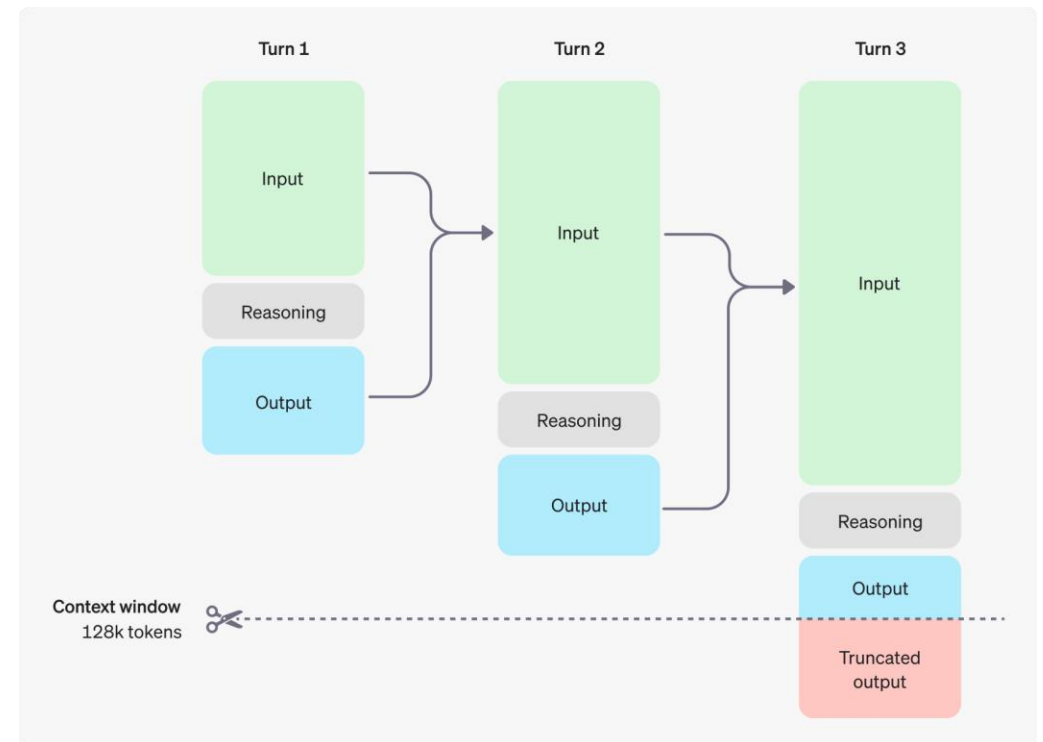 Turn 1
Turn 2
Turn 3
Input
Input
Input
Reasoning
Output
Reasoning
Output
Reasoning
Output
Context window
128k tokens
Truncated
output